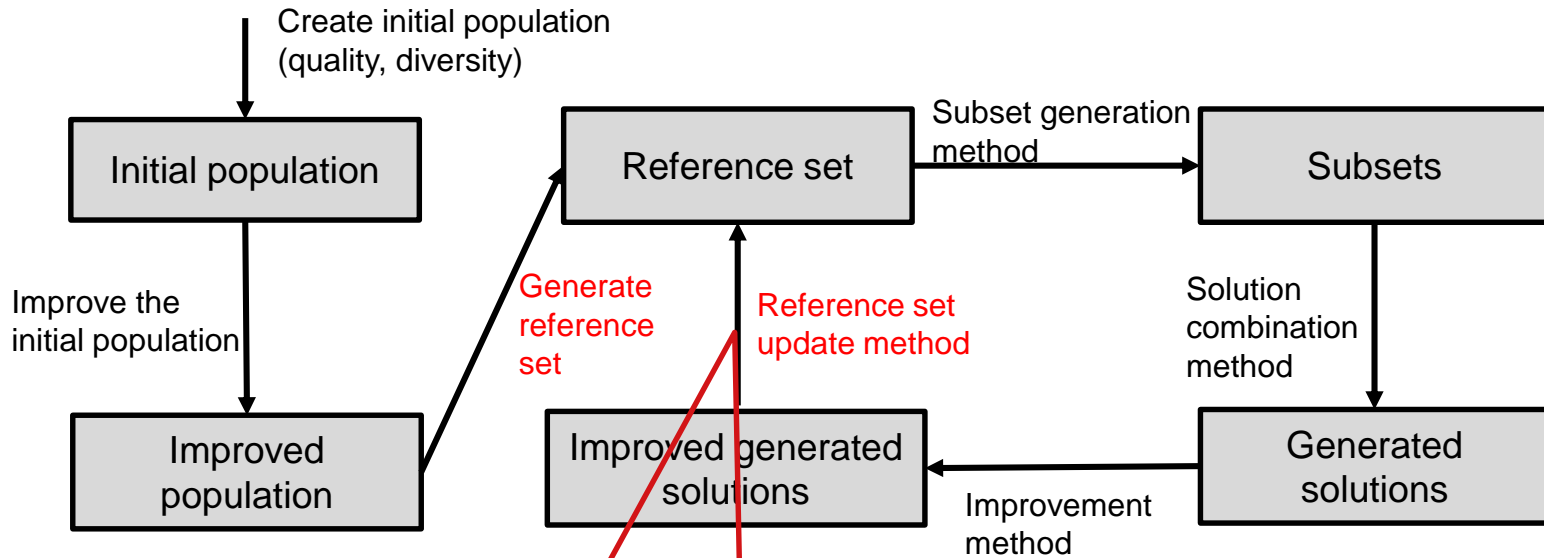 Create initial population
(quality, diversity)
Initial population
Reference set
Subset generation
method
Subsets
Improve the
initial population
Generate
reference
set
Reference set
update method
Solution
combination
method
Improved
population
Improved generated
solutions
Improvement
method
Generated
solutions